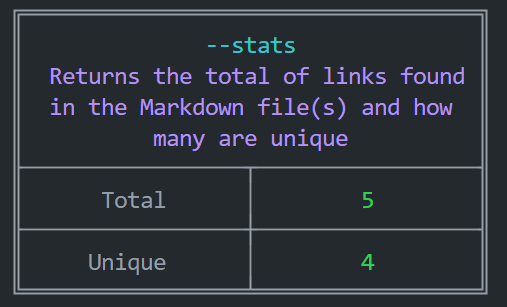 --stats
Returns the total of links found
in the Markdown file(s) and how
many are unique
Total 5
Unique 4